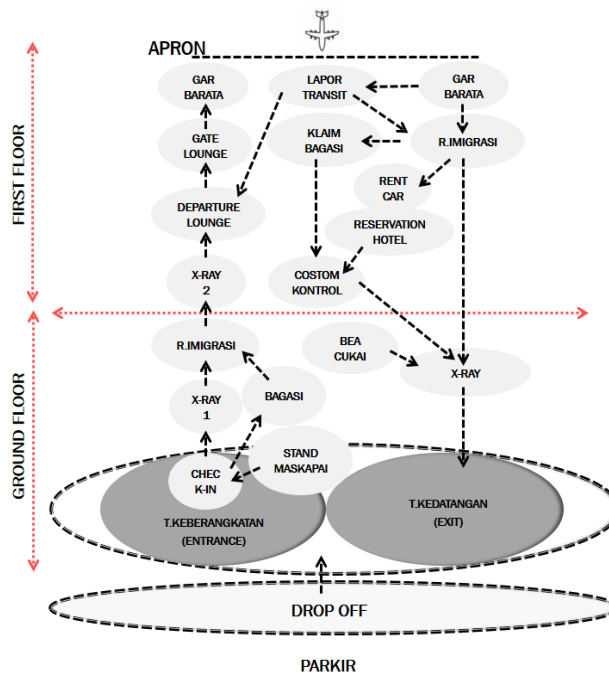 APRON
GAR
BARATA
LAPOR
TRANSIT
GAR
BARATA
GATE
LOUNGE
KLAIM
BAGASI
R.IMIGRASI
RENT
CAR
DEPARTURE
LOUNGE
RESERVATION
HOTEL
X-RAY
2
COSTOM
KONTROL
FIRST FLOOR
R.IMIGRASI
BEA
CUKAI
X-RAY
BAGASI
X-RAY
1
STAND
MASKAPAI
CHEC
K-IN
T.KEBERANGKATAN
(ENTRANCE)
T.KEDATANGAN
(EXIT)
GROUND FLOOR
DROP OFF
PARKIR